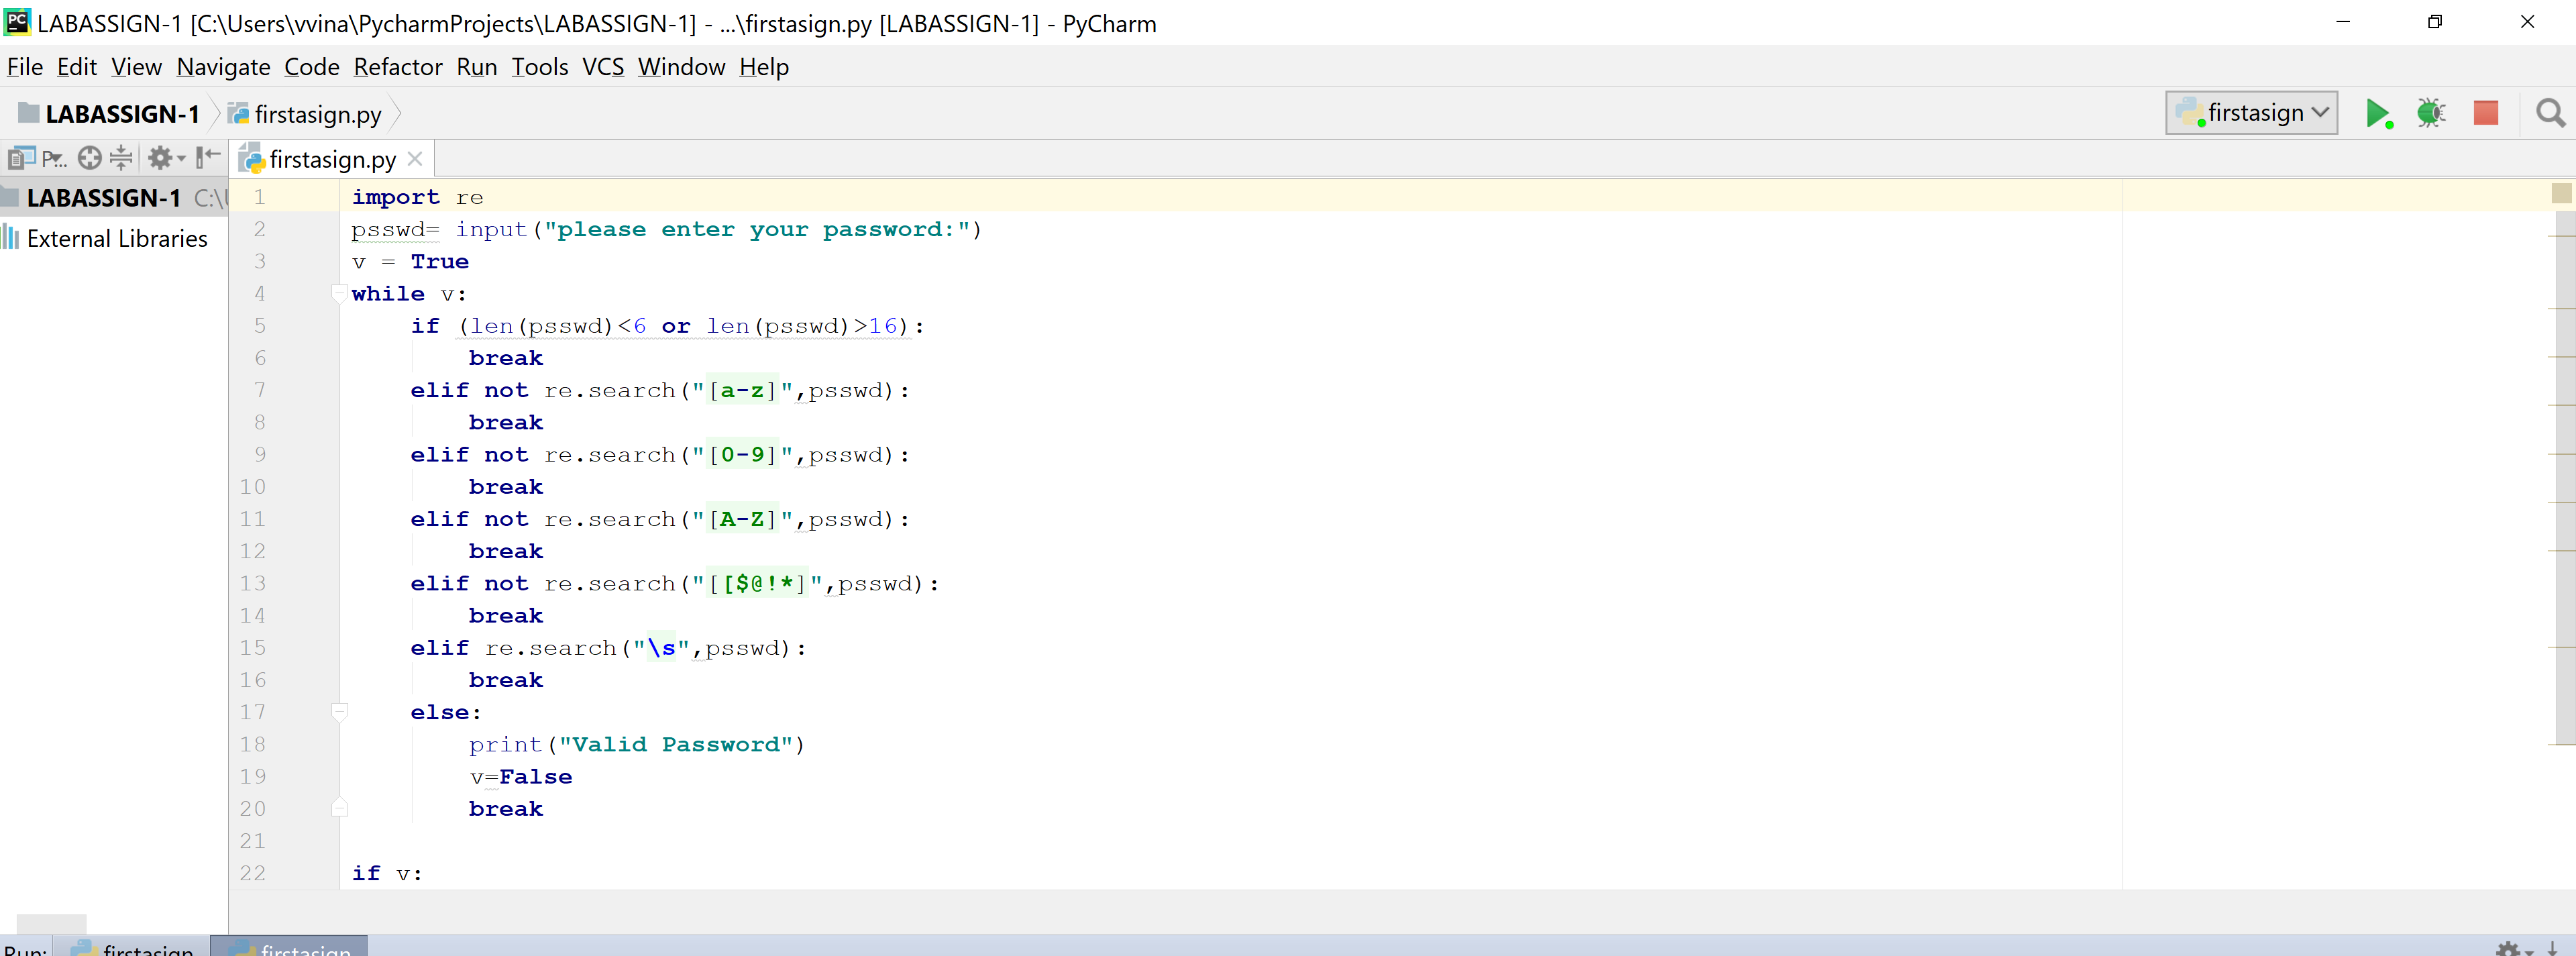 LABASSIGN-1 [C:\Users\vvina\PycharmProjects\LABASSIGN-1] - ...\firstasign.py [LABASSIGN-1] - PyCharm
File Edit View Navigate Code Refactor Run Tools VCS Window Help
LABASSIGN-1 firstasign.py firstasign
P... firstasign.py
LABASSIGN-1 C:\
External Libraries
1 import re
2 psswd= input("please enter your password:")
3 v = True
4 while v:
5     if (len(psswd)<6 or len(psswd)>16):
6         break
7     elif not re.search("[a-z]",psswd):
8         break
9     elif not re.search("[0-9]",psswd):
10         break
11     elif not re.search("[A-Z]",psswd):
12         break
13     elif not re.search("[[$@!*]",psswd):
14         break
15     elif re.search("\s",psswd):
16         break
17     else:
18         print("Valid Password")
19         v=False
20         break
21
22 if v:
Run: firstasign firstasign